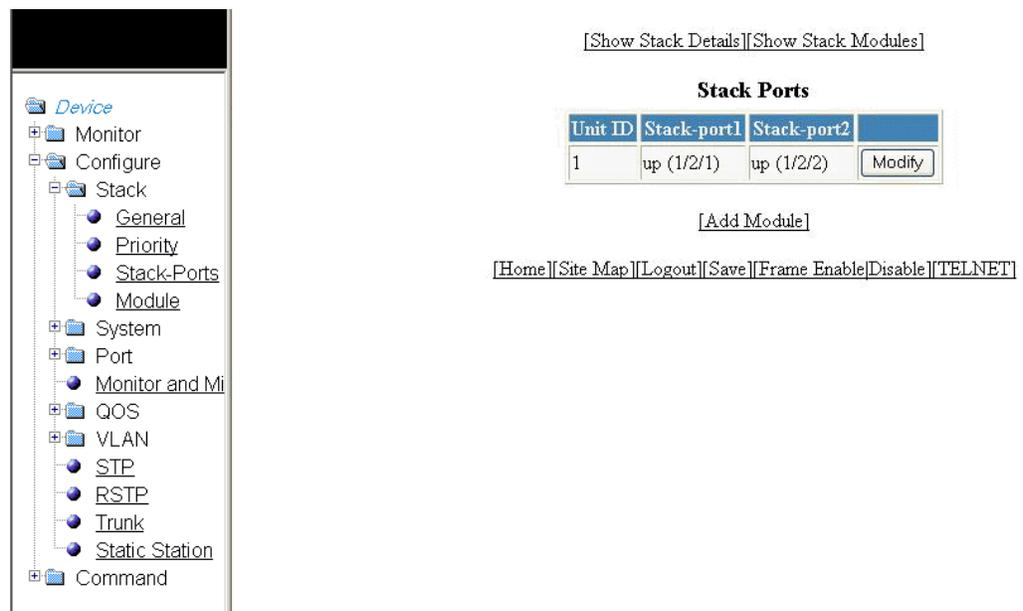 Device
Monitor
Configure
Stack
General
Priority
Stack-Ports
Module
System
Port
Monitor and Mi
QOS
VLAN
STP
RSTP
Trunk
Static Station
Command
[Show Stack Details][Show Stack Modules]
Stack Ports
Unit ID Stack-port1 Stack-port2
1 up (1/2/1) up (1/2/2) Modify
[Add Module]
[Home][Site Map][Logout][Save][Frame Enable|Disable][TELNET]